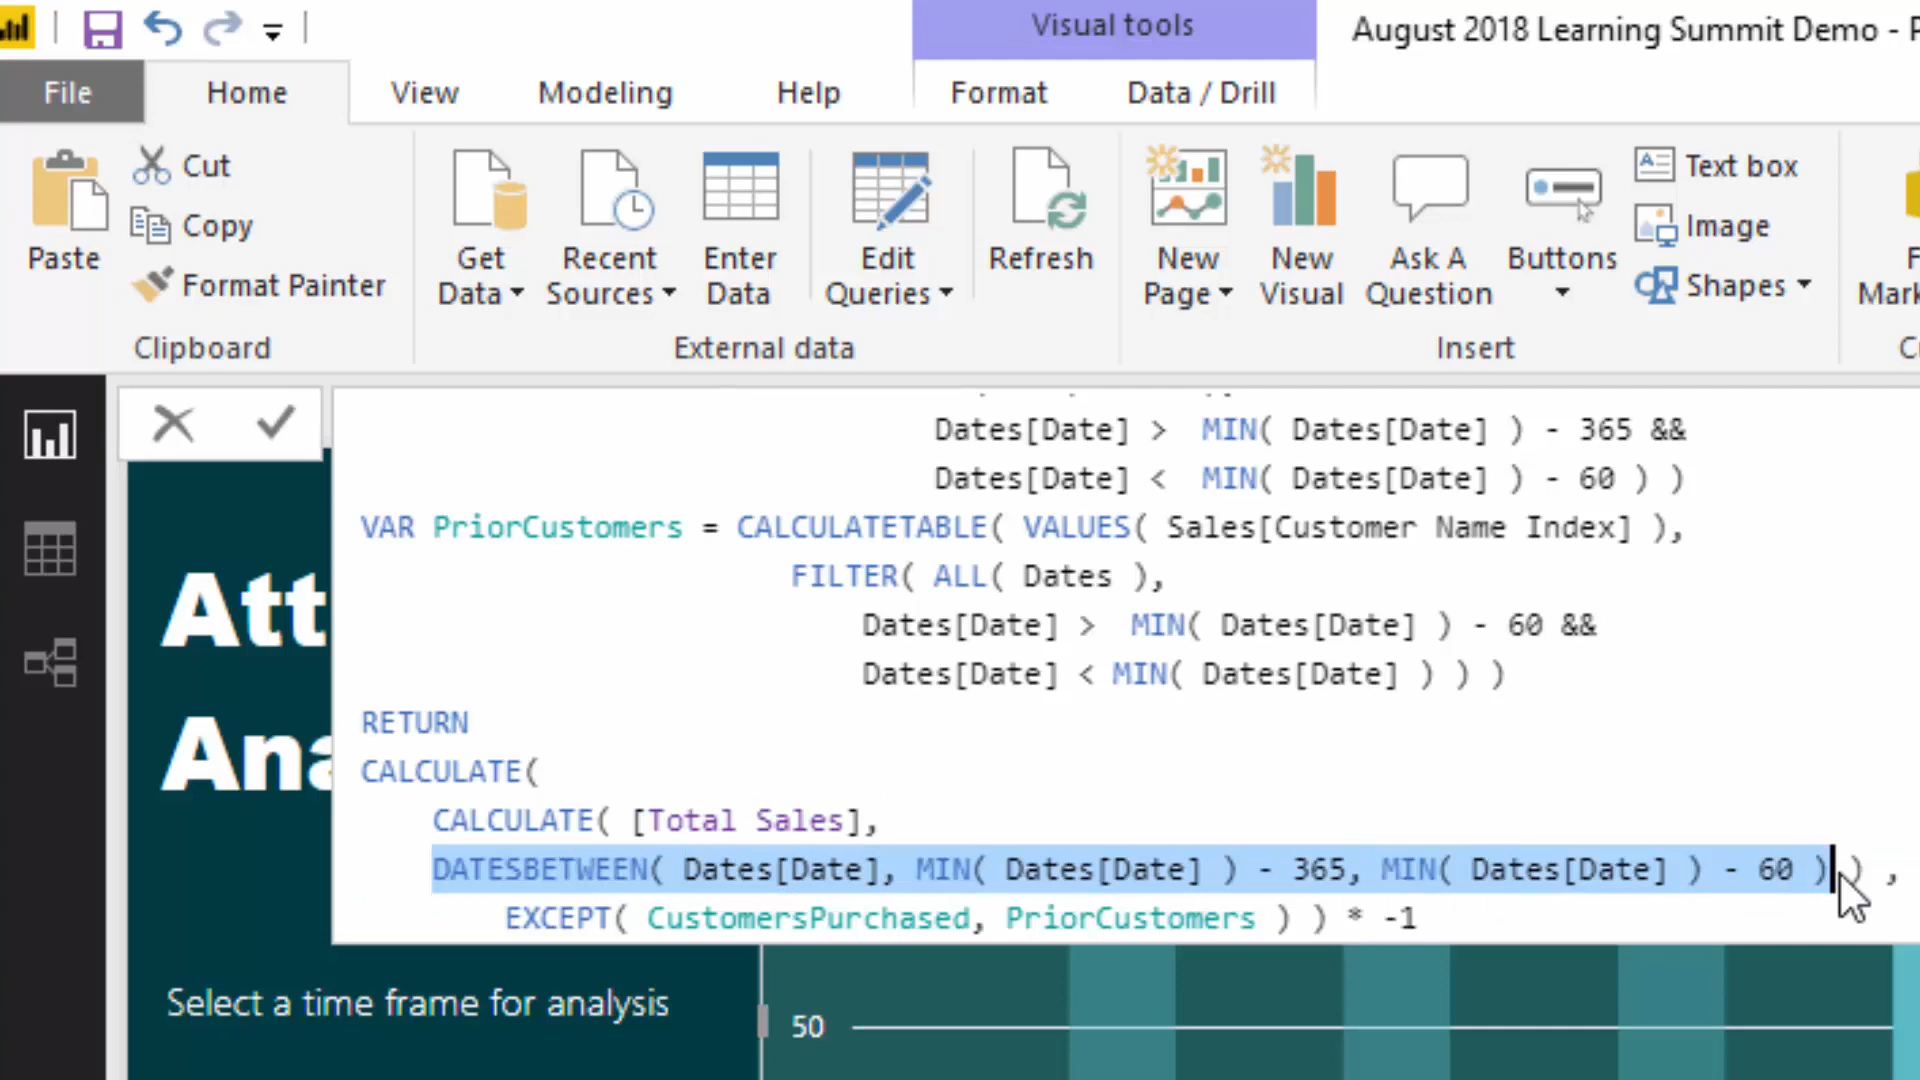 Visual tools
August 2018 Learning Summit Demo -
File
Home
View
Modeling
Help
Format
Data / Drill
Paste
Cut
Copy
Format Painter
Clipboard
Get Data
Recent Sources
Enter Data
Edit Queries
Refresh
External data
New Page
New Visual
Ask A Question
Buttons
Text box
Image
Shapes
Insert
Dates[Date] >  MIN( Dates[Date] ) - 365 &&
Dates[Date] <  MIN( Dates[Date] ) - 60 ) )
VAR PriorCustomers = CALCULATETABLE( VALUES( Sales[Customer Name Index] ),
FILTER( ALL( Dates ),
Dates[Date] >  MIN( Dates[Date] ) - 60 &&
Dates[Date] < MIN( Dates[Date] ) ) )
RETURN
CALCULATE(
CALCULATE( [Total Sales],
DATESBETWEEN( Dates[Date], MIN( Dates[Date] ) - 365, MIN( Dates[Date] ) - 60 ) ) ,
EXCEPT( CustomersPurchased, PriorCustomers ) ) * -1
Att
Ana
Select a time frame for analysis
50